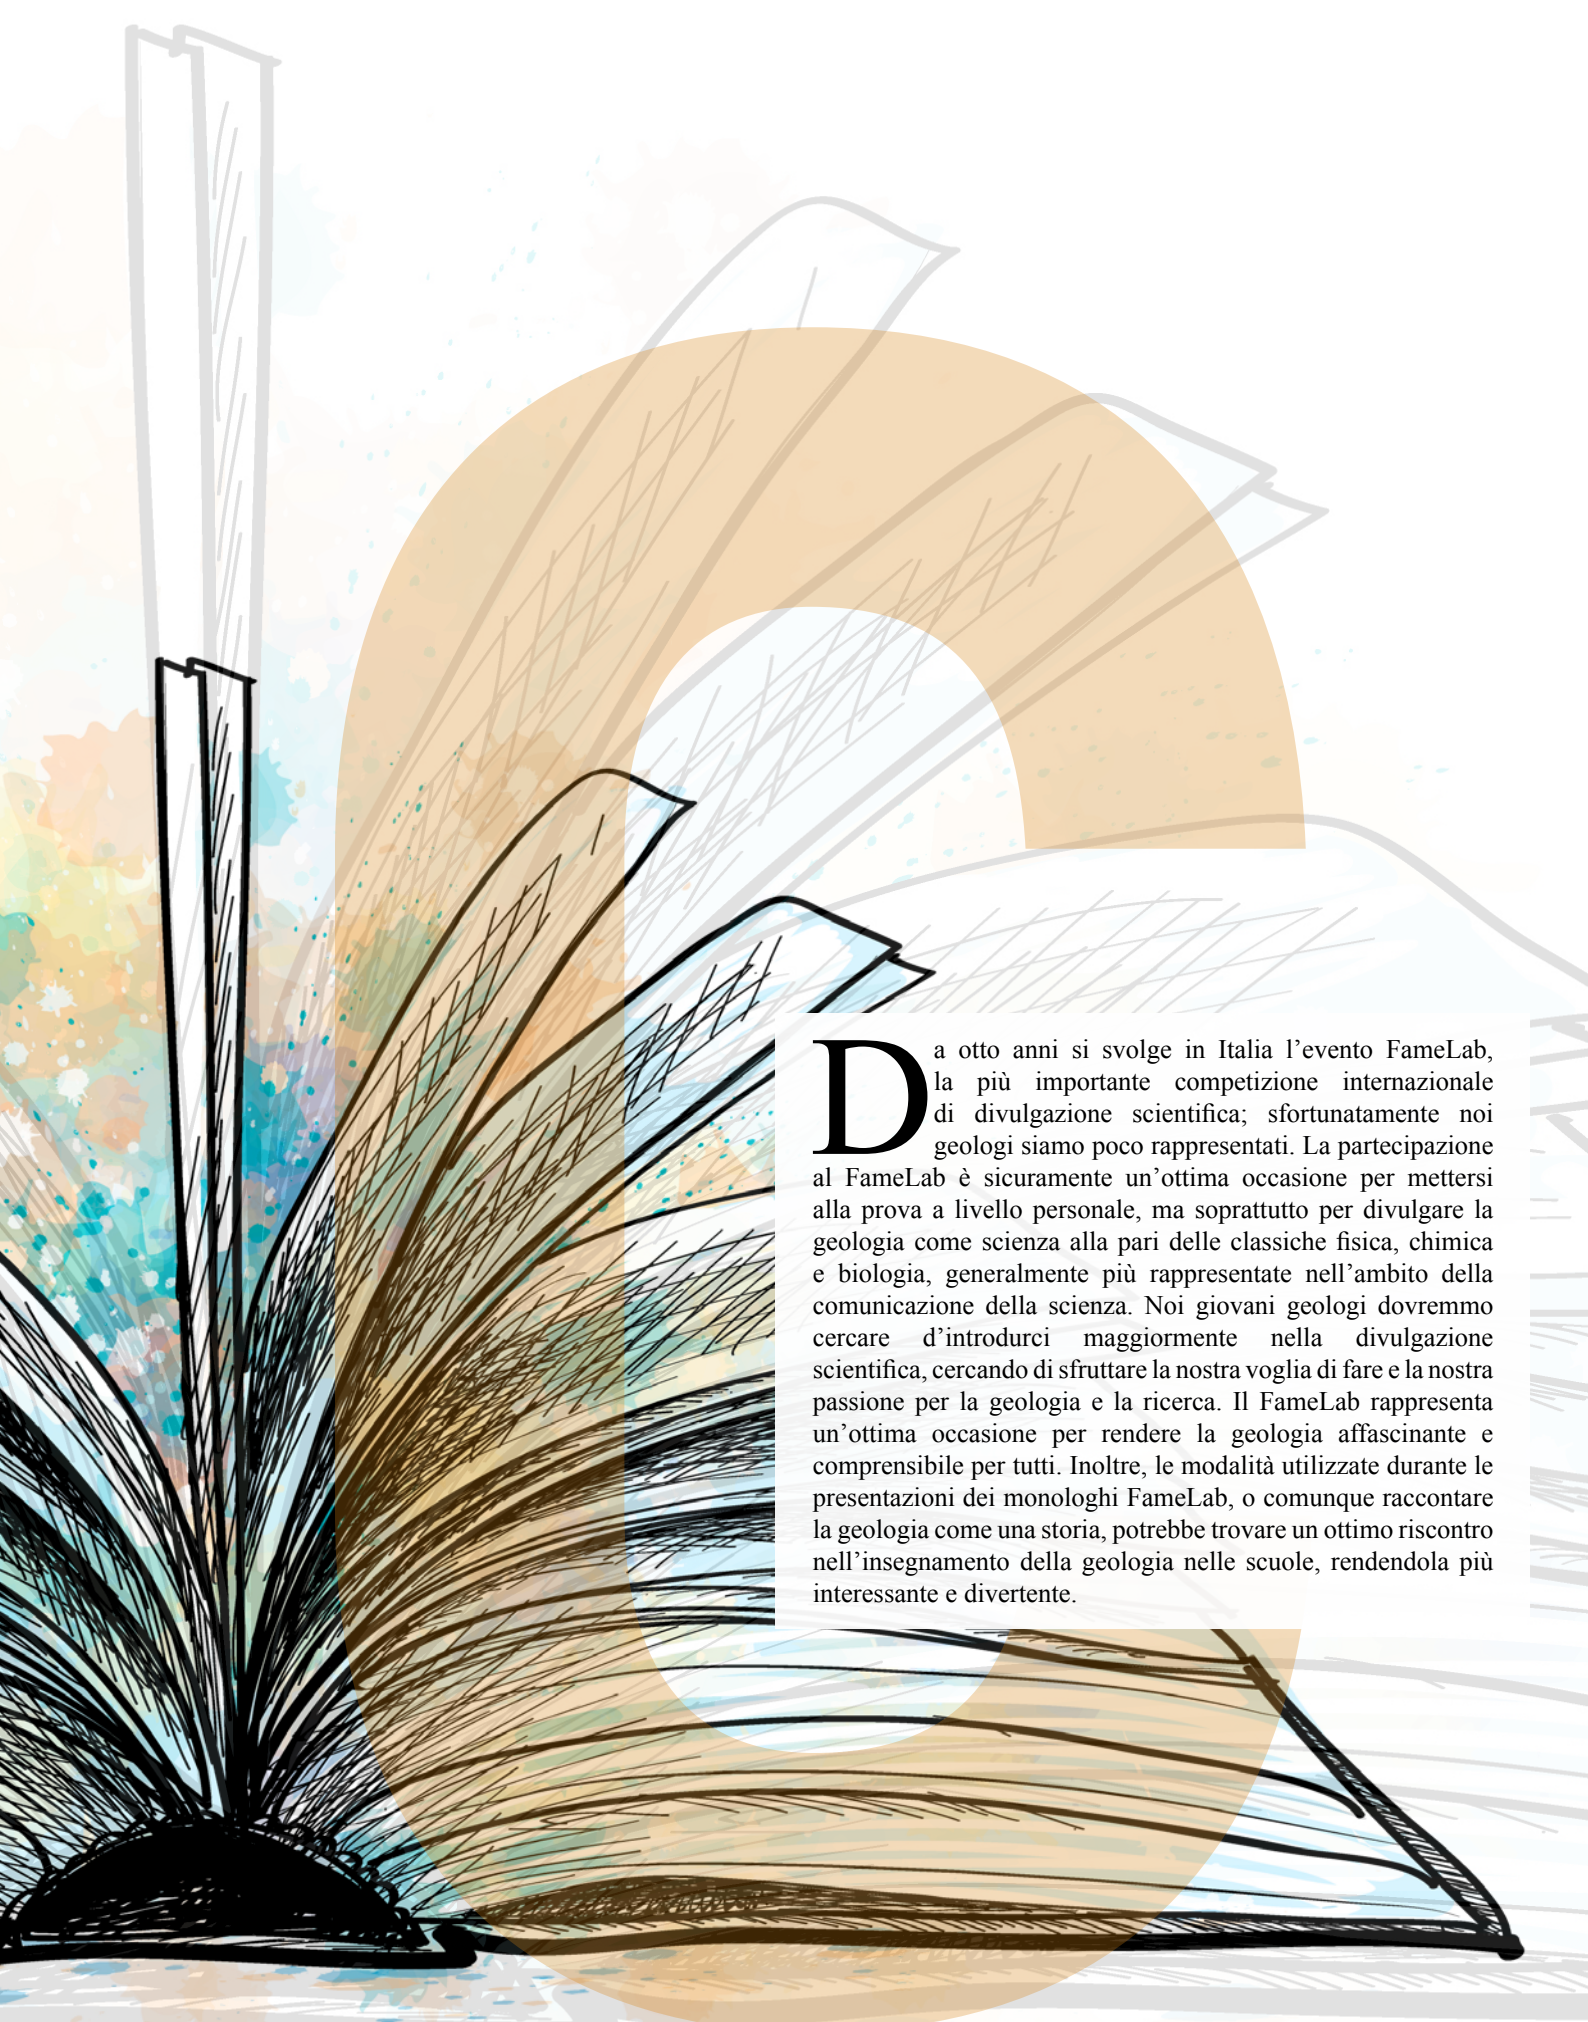 Da otto anni si svolge in Italia l’evento FameLab,
la più importante competizione internazionale
di divulgazione scientifica; sfortunatamente noi
geologi siamo poco rappresentati. La partecipazione
al FameLab è sicuramente un’ottima occasione per mettersi
alla prova a livello personale, ma soprattutto per divulgare la
geologia come scienza alla pari delle classiche fisica, chimica
e biologia, generalmente più rappresentate nell’ambito della
comunicazione della scienza. Noi giovani geologi dovremmo
cercare d’introdurci maggiormente nella divulgazione
scientifica, cercando di sfruttare la nostra voglia di fare e la nostra
passione per la geologia e la ricerca. Il FameLab rappresenta
un’ottima occasione per rendere la geologia affascinante e
comprensibile per tutti. Inoltre, le modalità utilizzate durante le
presentazioni dei monologhi FameLab, o comunque raccontare
la geologia come una storia, potrebbe trovare un ottimo riscontro
nell’insegnamento della geologia nelle scuole, rendendola più
interessante e divertente.